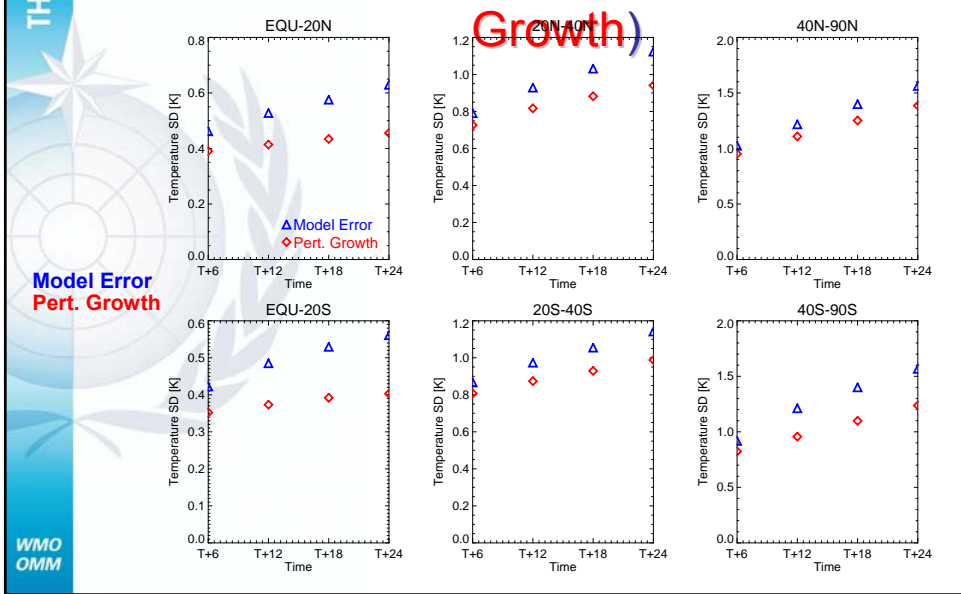 TH
Growth)
EQU-20N
0.8
0.6
0.4
0.2
0.0
Temperature SD [K]
Model Error
Pert. Growth
T+6 T+12 T+18 T+24
Time
20N-40N
1.2
1.0
0.8
0.6
0.4
0.2
0.0
Temperature SD [K]
T+6 T+12 T+18 T+24
Time
40N-90N
2.0
1.5
1.0
0.5
0.0
Temperature SD [K]
T+6 T+12 T+18 T+24
Time
Model Error
Pert. Growth
EQU-20S
0.6
0.5
0.4
0.3
0.2
0.1
0.0
Temperature SD [K]
T+6 T+12 T+18 T+24
Time
20S-40S
1.2
1.0
0.8
0.6
0.4
0.2
0.0
Temperature SD [K]
T+6 T+12 T+18 T+24
Time
40S-90S
2.0
1.5
1.0
0.5
0.0
Temperature SD [K]
T+6 T+12 T+18 T+24
Time
WMO
OMM